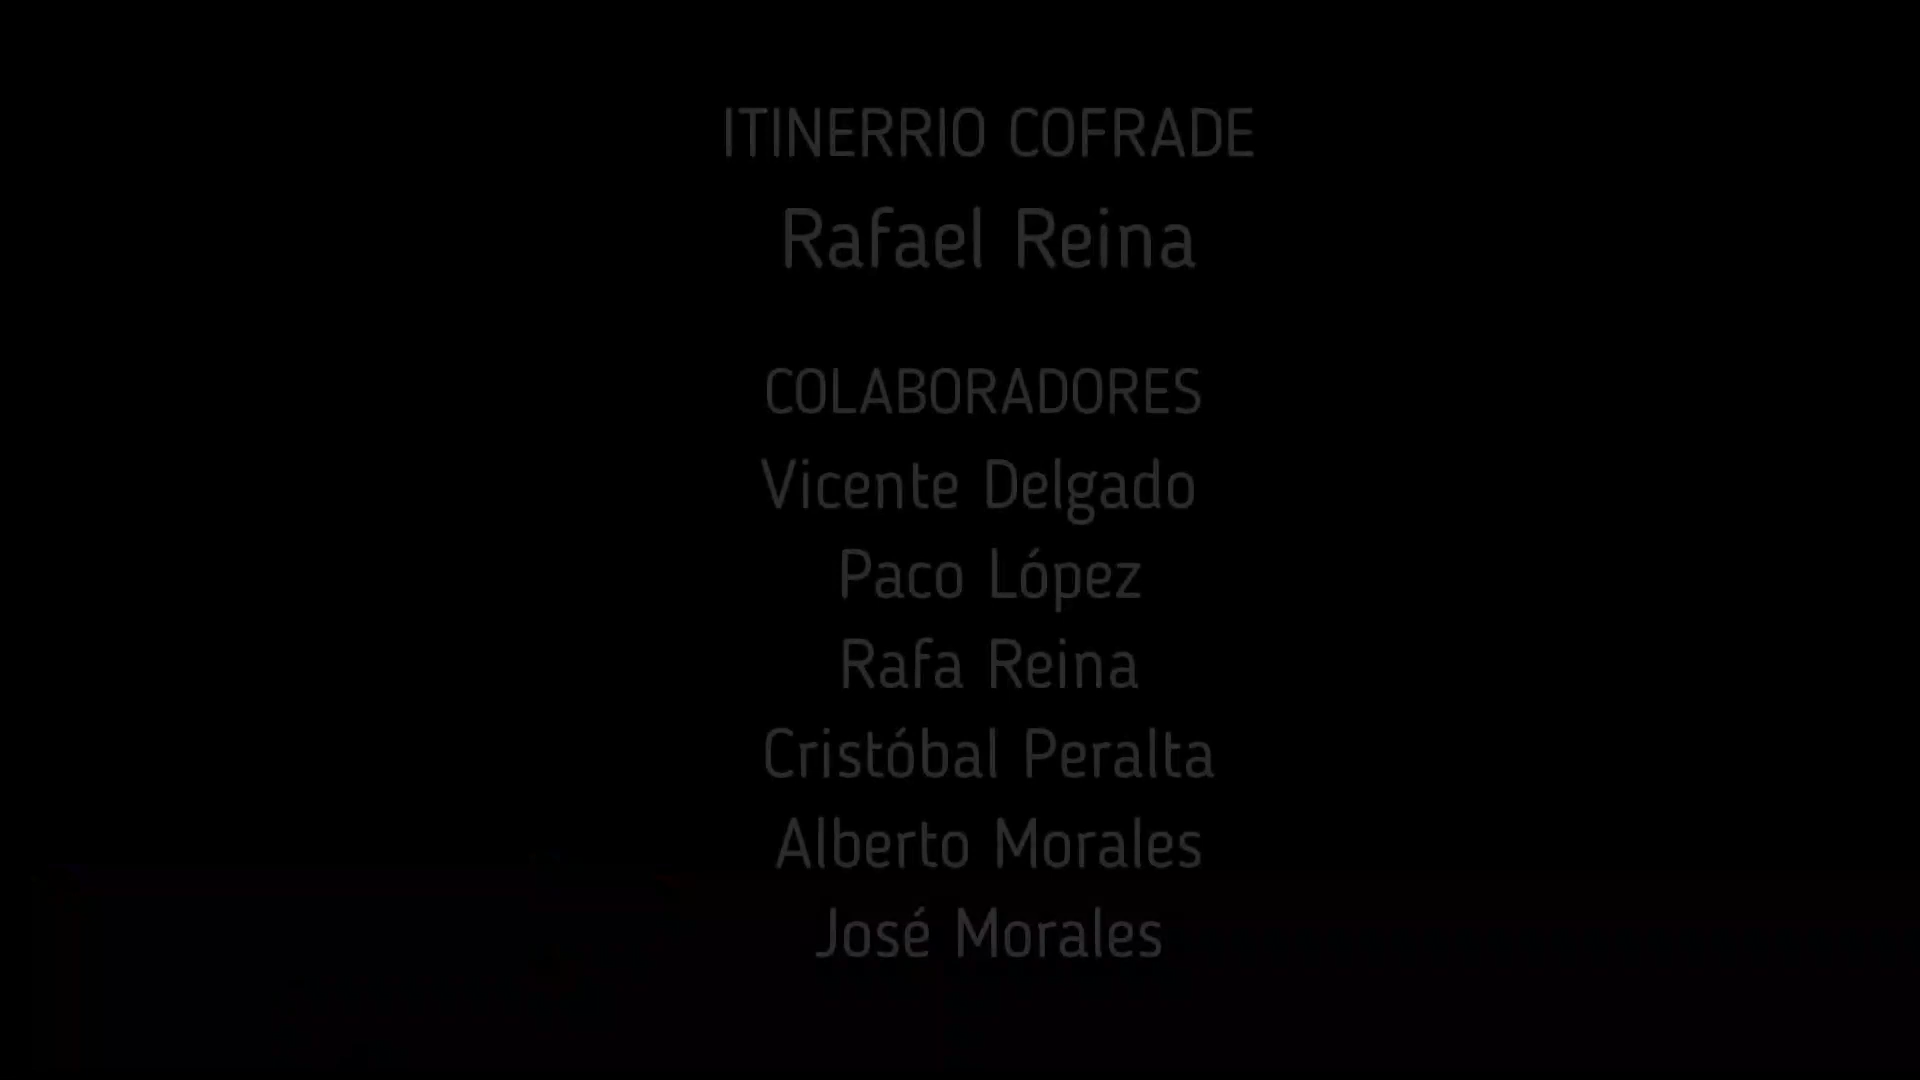 ITINERRIO COFRADE
Rafael Reina
COLABORADORES
Vicente Delgado
Paco López
Rafa Reina
Cristóbal Peralta
Alberto Morales
José Morales